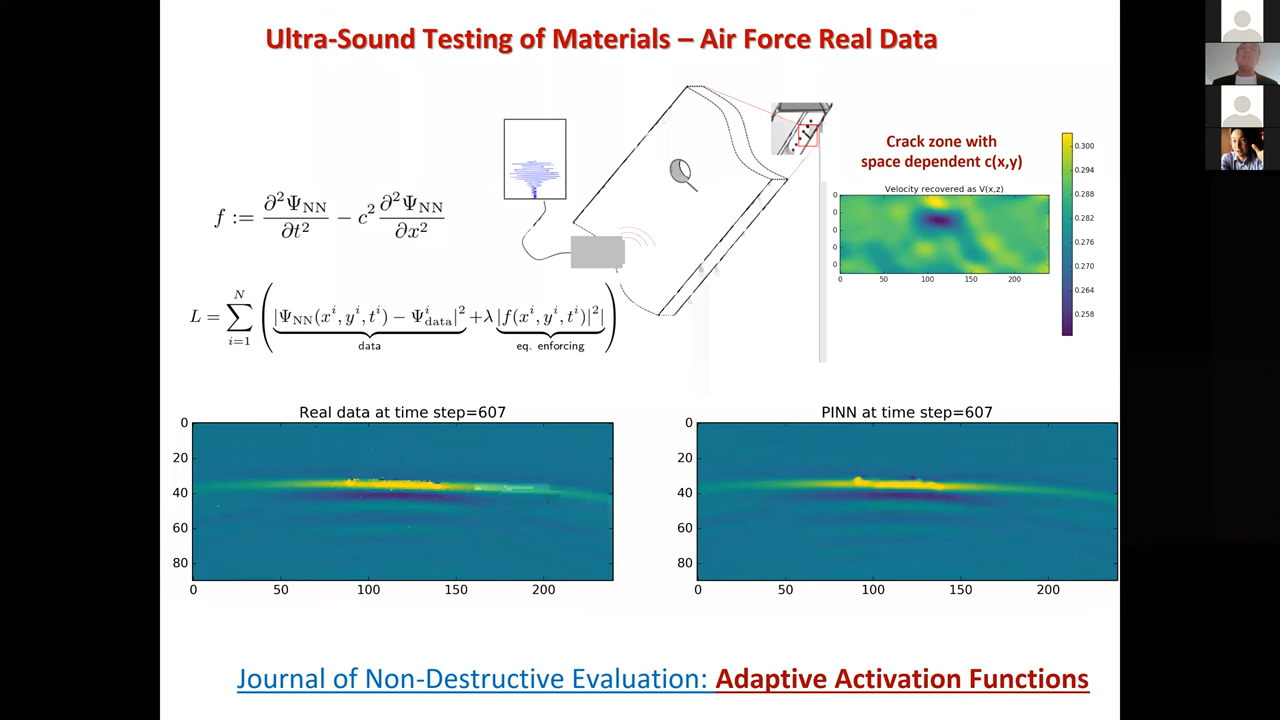 Ultra-Sound Testing of Materials – Air Force Real Data
Crack zone with
space dependent c(x,y)
Velocity recovered as V(x,z)
0
0
0
0
0 50 100 150 200
0.300
0.294
0.288
0.282
0.276
0.270
0.264
0.258
f := ∂²Ψ_NN/∂t² − c² ∂²Ψ_NN/∂x²
L = ∑_{i=1}^{N} ( |Ψ_NN(x^i, y^i, t^i) − Ψ^i_data|² + λ |f(x^i, y^i, t^i)|²| )
data
eq. enforcing
Real data at time step=607
0
20
40
60
80
0 50 100 150 200
PINN at time step=607
0
20
40
60
80
0 50 100 150 200
Journal of Non-Destructive Evaluation: Adaptive Activation Functions